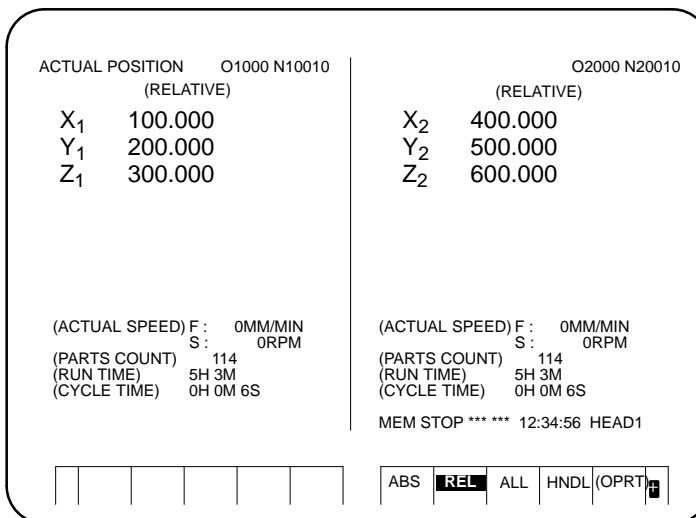 ACTUAL POSITION O1000 N10010
(RELATIVE)
X1 100.000
Y1 200.000
Z1 300.000
(ACTUAL SPEED) F : 0MM/MIN
S : 0RPM
(PARTS COUNT) 114
(RUN TIME) 5H 3M
(CYCLE TIME) 0H 0M 6S
O2000 N20010
(RELATIVE)
X2 400.000
Y2 500.000
Z2 600.000
(ACTUAL SPEED) F : 0MM/MIN
S : 0RPM
(PARTS COUNT) 114
(RUN TIME) 5H 3M
(CYCLE TIME) 0H 0M 6S
MEM STOP *** *** 12:34:56 HEAD1
ABS REL ALL HNDL (OPRT) +